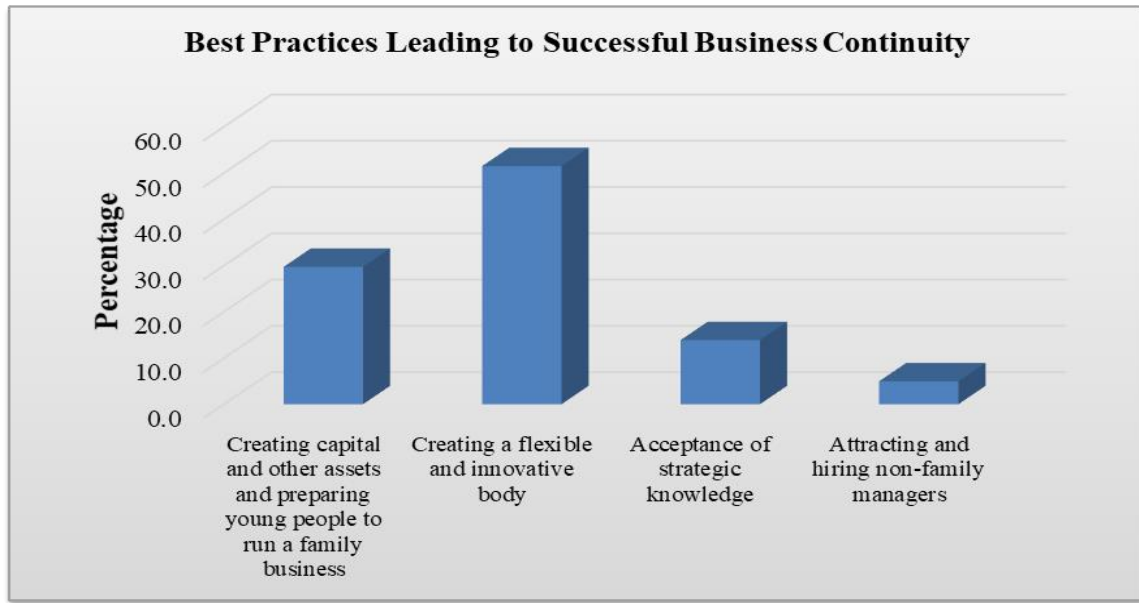 Best Practices Leading to Successful Business Continuity
Percentage
60.0
50.0
40.0
30.0
20.0
10.0
0.0
Creating capital
and other assets
and preparing
young people to
run a family
business
Creating a flexible
and innovative
body
Acceptance of
strategic
knowledge
Attracting and
hiring non-family
managers